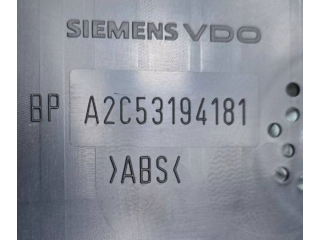 SIEMENS VDO
BP A2C53194181
>ABS<